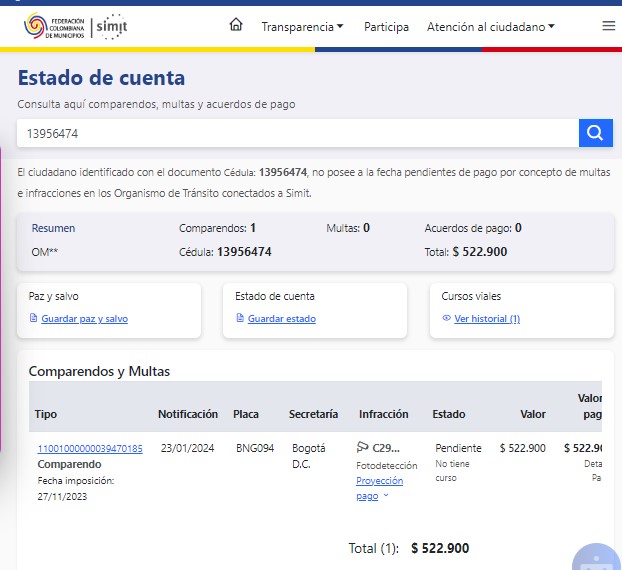 FEDERACIÓN
COLOMBIANA
DE MUNICIPIOS
simit
Transparencia
Participa
Atención al ciudadano
Estado de cuenta
Consulta aquí comparendos, multas y acuerdos de pago
13956474
El ciudadano identificado con el documento Cédula: 13956474, no posee a la fecha pendientes de pago por concepto de multas
e infracciones en los Organismo de Tránsito conectados a Simit.
Resumen
Comparendos: 1
Multas: 0
Acuerdos de pago: 0
OM**
Cédula: 13956474
Total: $ 522.900
Paz y salvo
Guardar paz y salvo
Estado de cuenta
Guardar estado
Cursos viales
Ver historial (1)
Comparendos y Multas
Tipo
Notificación
Placa
Secretaría
Infracción
Estado
Valor
Valor
pag
11001000000039470185
Comparendo
Fecha imposición:
27/11/2023
23/01/2024
BNG094
Bogotá
D.C.
C29...
Fotodetección
Proyección
pago
Pendiente
No tiene
curso
$ 522.900
$ 522.9
Deta
Pa
Total (1): $ 522.900